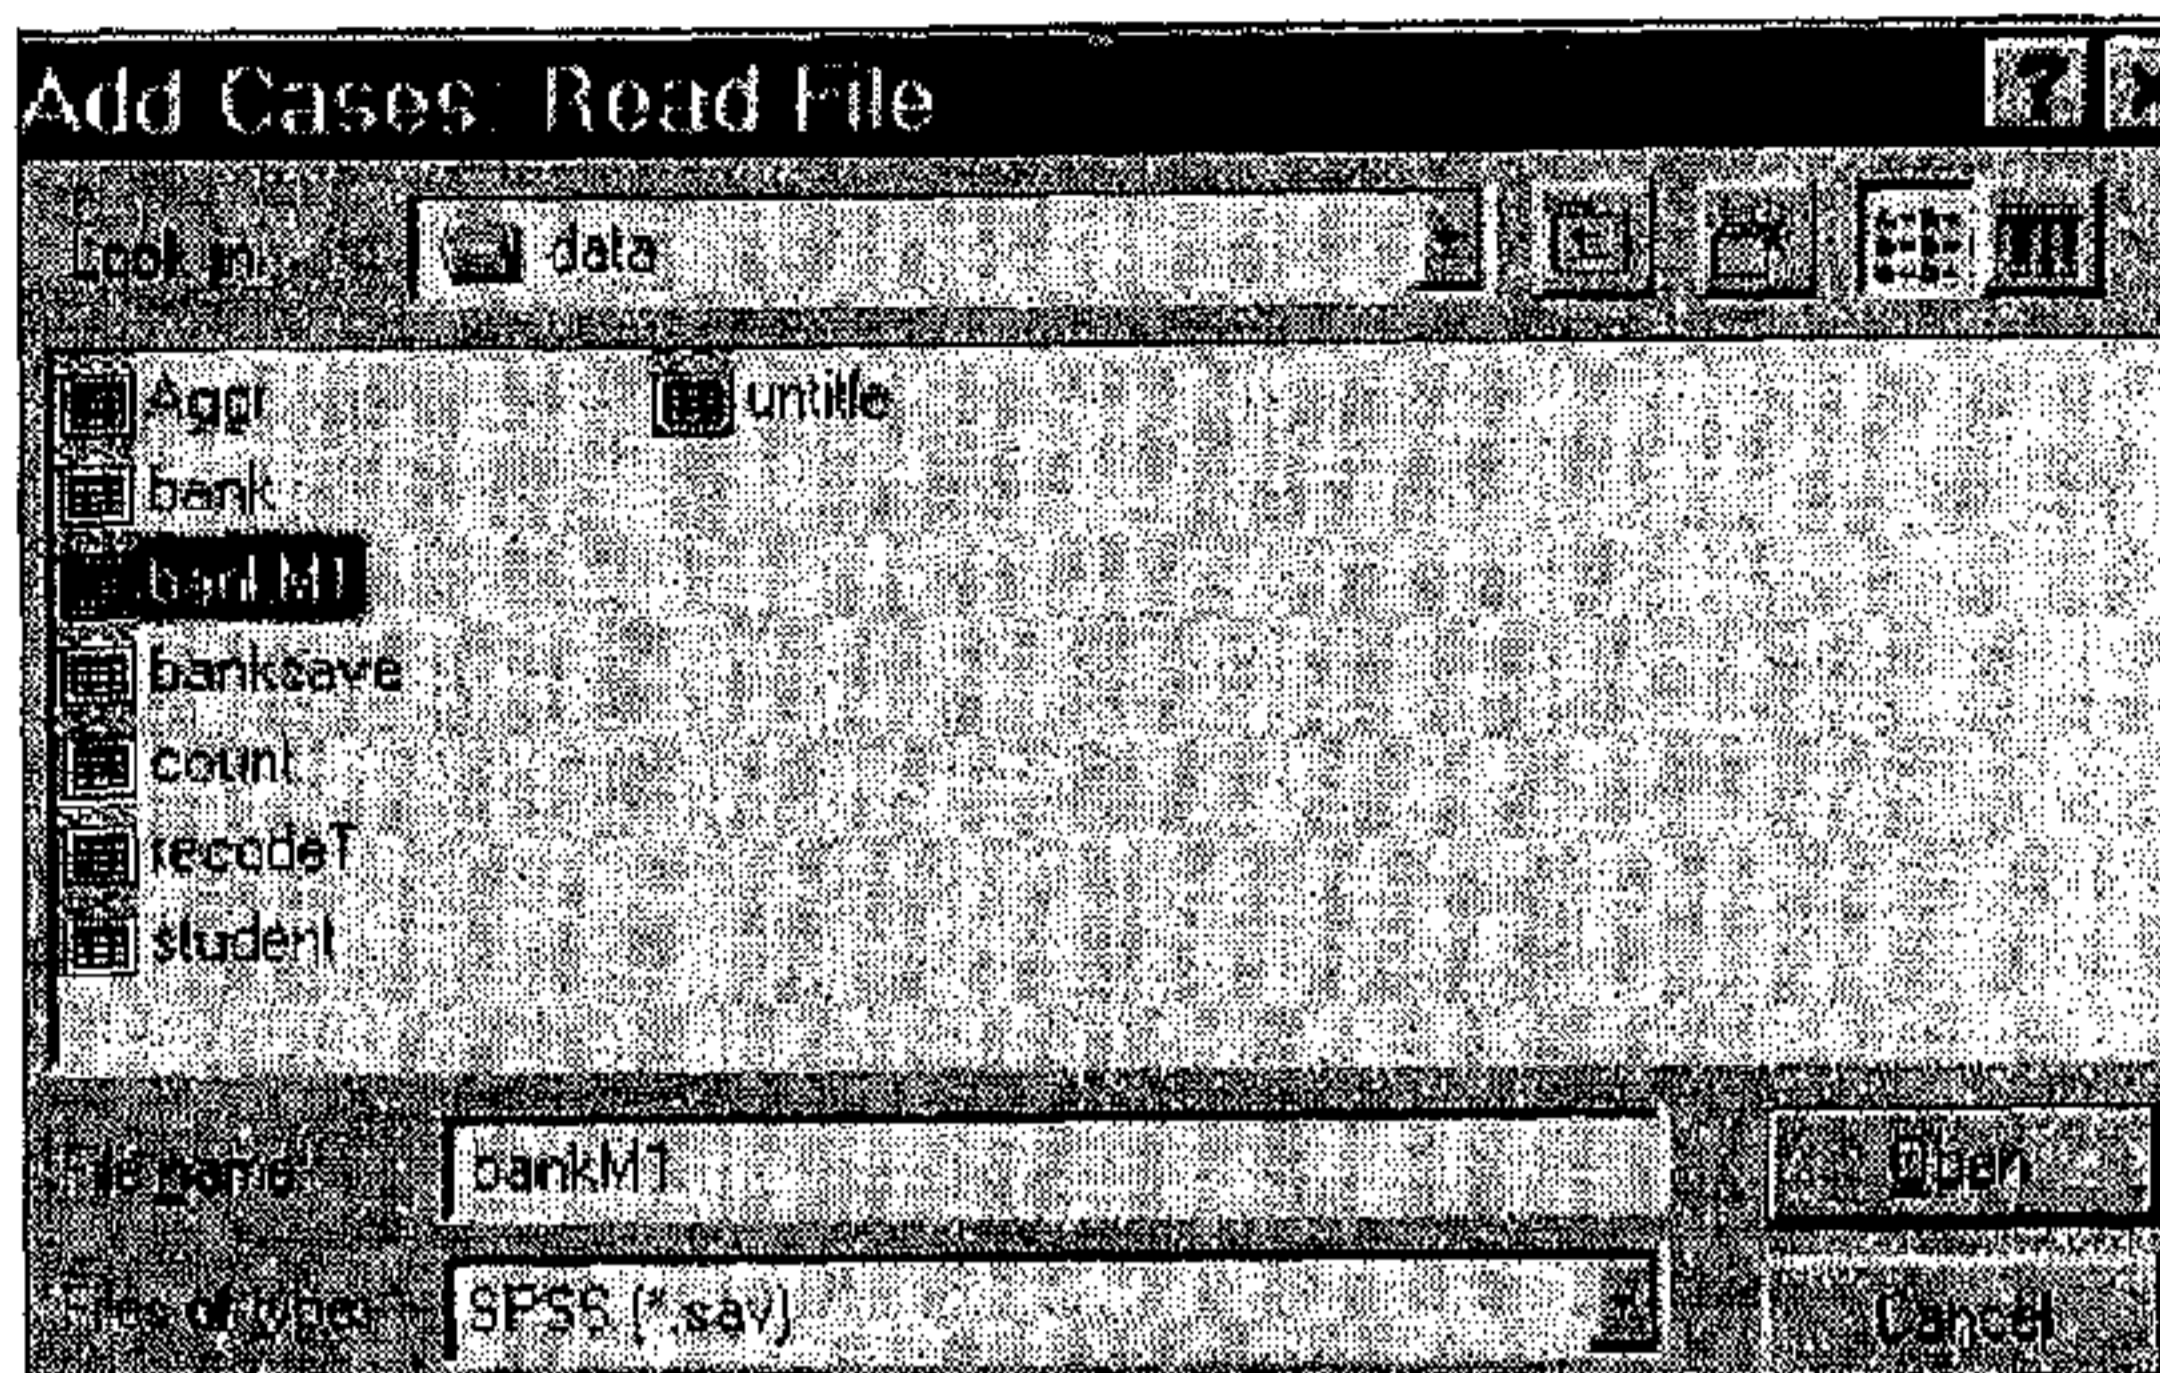 Add Cases: Read File
Look in:
data
Aggr
untitle
bank
bankM1
banksave
count
recodeT
student
File name
bankM1
Open
Files of type
SPSS (*.sav)
Cancel